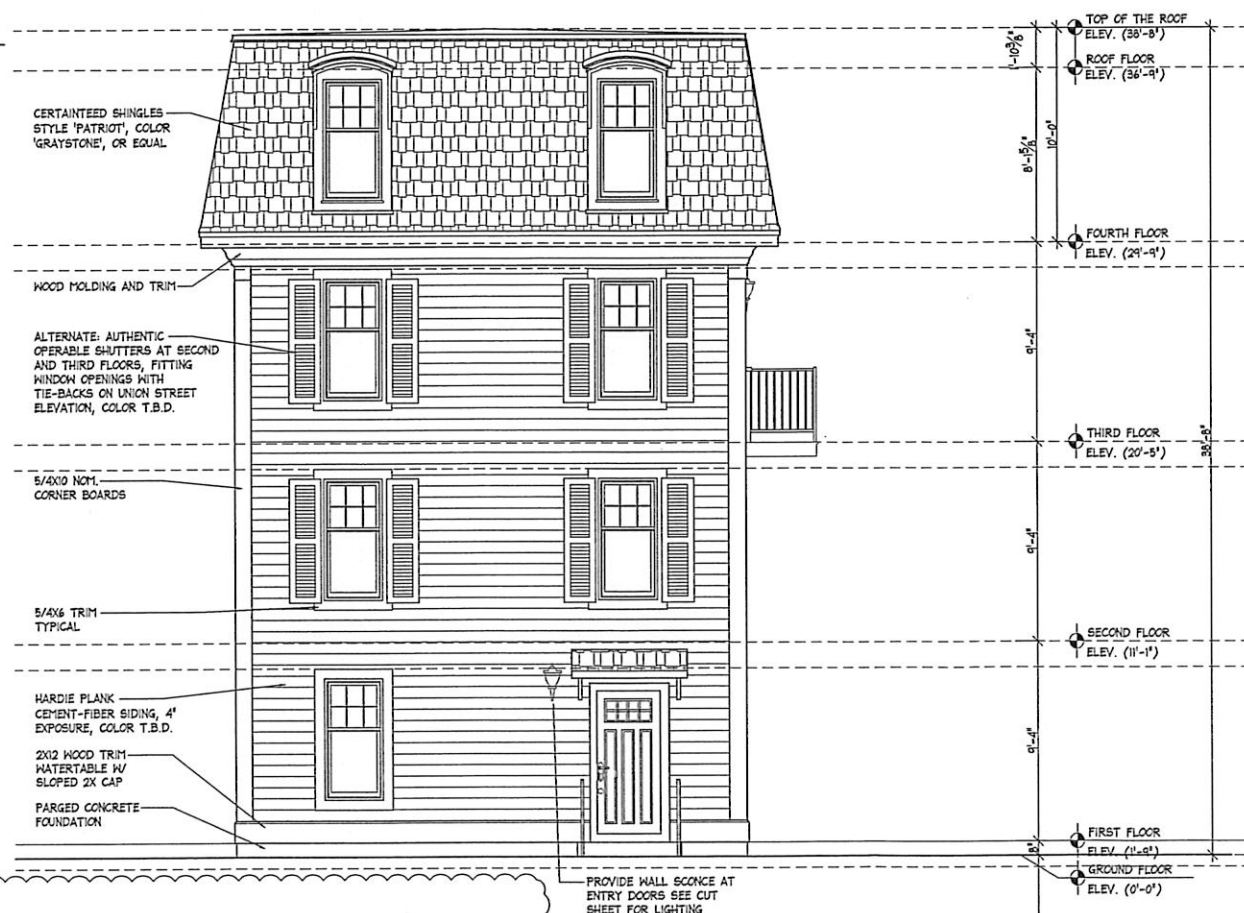 TOP OF THE ROOF
ELEV. (38'-8")
ROOF FLOOR
ELEV. (36'-9")
1'-10 3/8"
8'-1 5/8"
10'-0"
CERTAINTEED SHINGLES
STYLE 'PATRIOT', COLOR
'GRAYSTONE', OR EQUAL
FOURTH FLOOR
ELEV. (29'-9")
WOOD MOLDING AND TRIM
ALTERNATE: AUTHENTIC
OPERABLE SHUTTERS AT SECOND
AND THIRD FLOORS, FITTING
WINDOW OPENINGS WITH
TIE-BACKS ON UNION STREET
ELEVATION, COLOR T.B.D.
9'-4"
THIRD FLOOR
ELEV. (20'-5")
38'-8"
5/4X10 NOM.
CORNER BOARDS
9'-4"
5/4X6 TRIM
TYPICAL
SECOND FLOOR
ELEV. (11'-1")
HARDIE PLANK
CEMENT-FIBER SIDING, 4"
EXPOSURE, COLOR T.B.D.
9'-4"
2X12 WOOD TRIM
WATERTABLE W/
SLOPED 2X CAP
PARGED CONCRETE
FOUNDATION
FIRST FLOOR
ELEV. (1'-9")
8"
GROUND FLOOR
ELEV. (0'-0")
PROVIDE WALL SCONCE AT
ENTRY DOORS SEE CUT
SHEET FOR LIGHTING